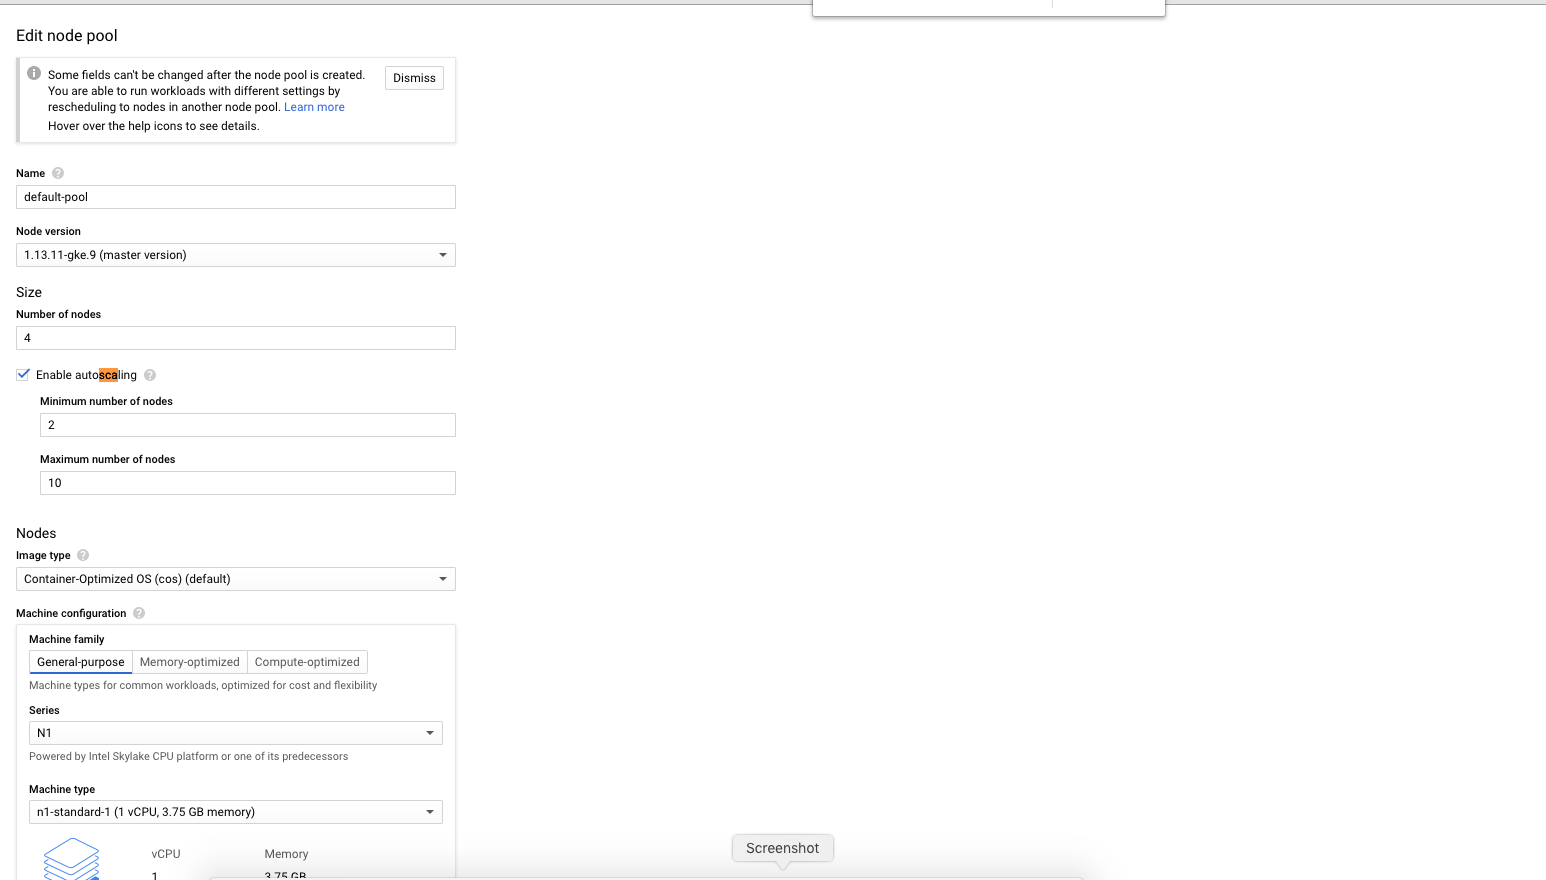 Edit node pool
Some fields can't be changed after the node pool is created.
You are able to run workloads with different settings by
rescheduling to nodes in another node pool. Learn more
Hover over the help icons to see details.
Dismiss
Name
default-pool
Node version
1.13.11-gke.9 (master version)
Size
Number of nodes
4
Enable autoscaling
Minimum number of nodes
2
Maximum number of nodes
10
Nodes
Image type
Container-Optimized OS (cos) (default)
Machine configuration
Machine family
General-purpose Memory-optimized Compute-optimized
Machine types for common workloads, optimized for cost and flexibility
Series
N1
Powered by Intel Skylake CPU platform or one of its predecessors
Machine type
n1-standard-1 (1 vCPU, 3.75 GB memory)
vCPU Memory
1 3.75 GB
Screenshot